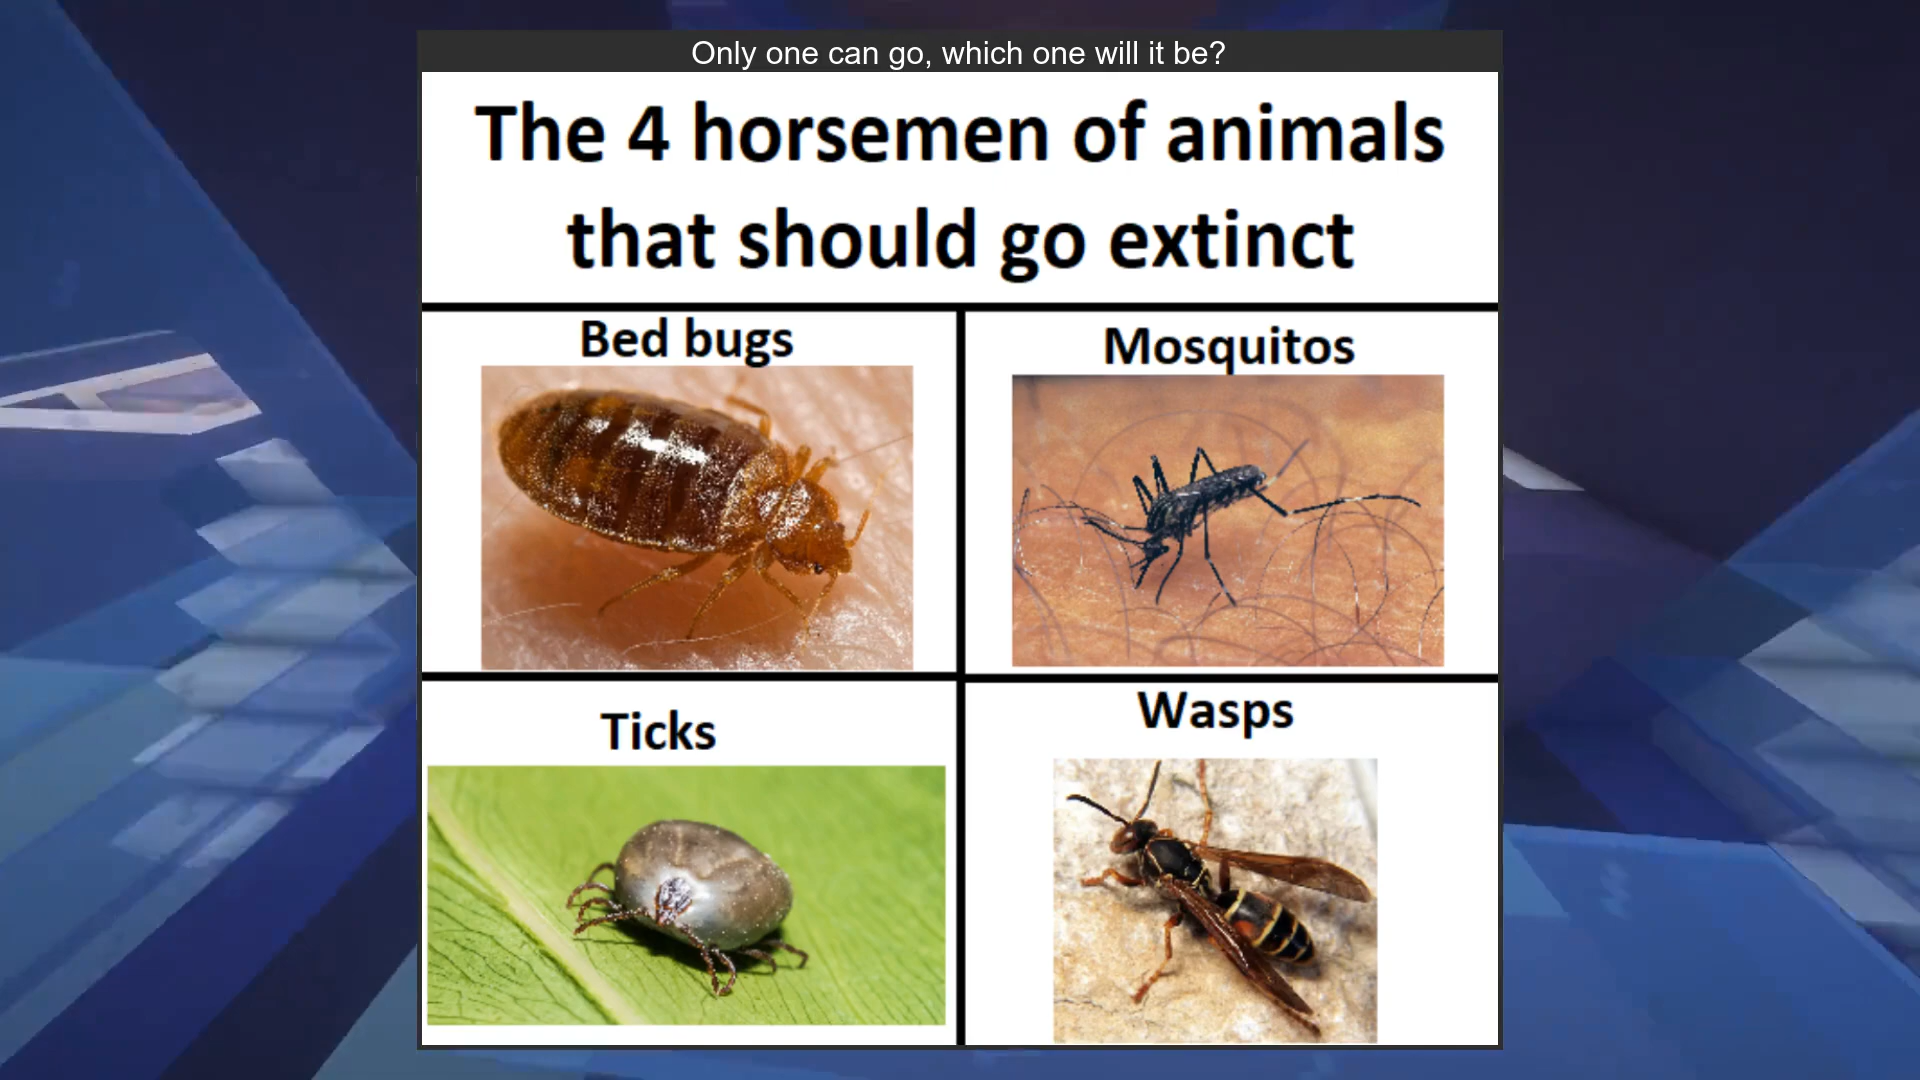 Only one can go, which one will it be?
The 4 horsemen of animals
that should go extinct
Bed bugs
Mosquitos
Ticks
Wasps